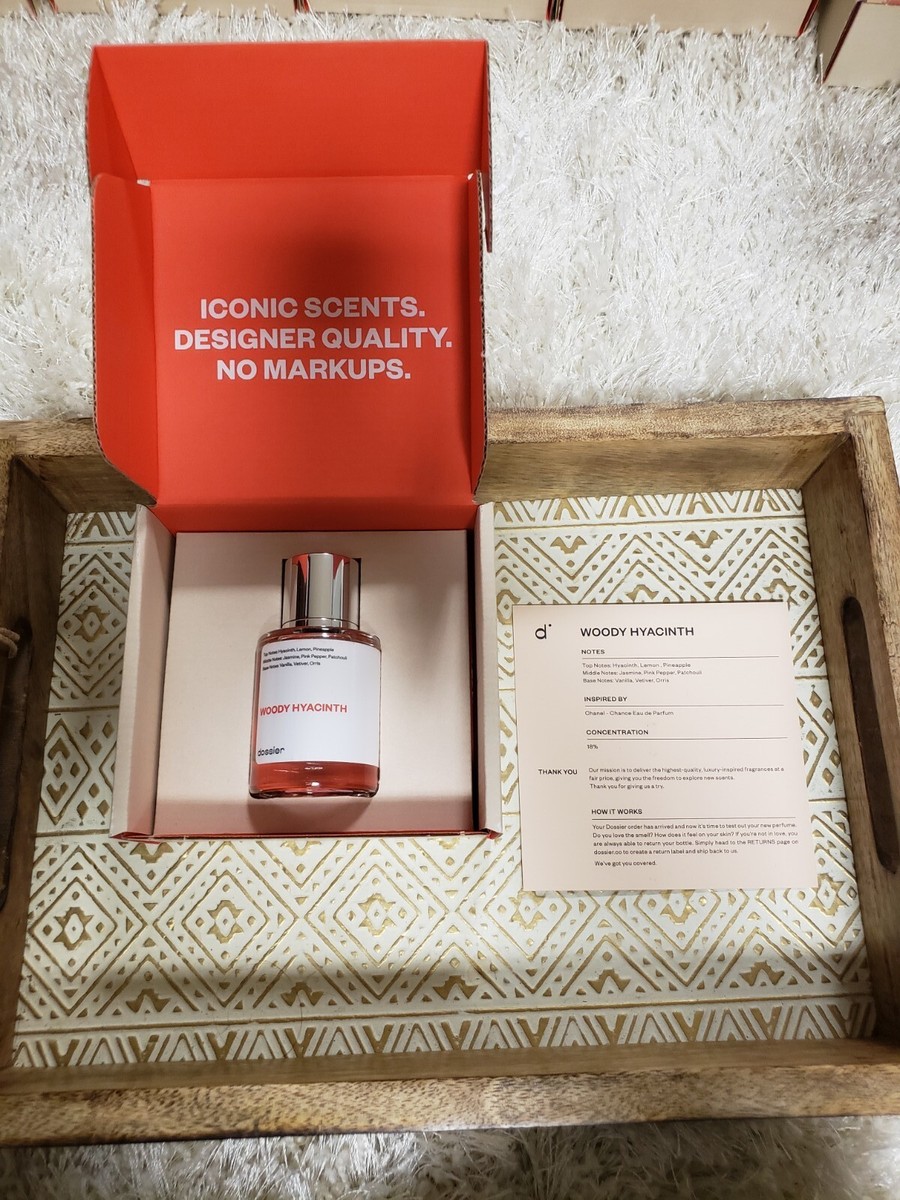 ICONIC SCENTS.
DESIGNER QUALITY.
NO MARKUPS.
Top Notes: Hyacinth, Lemon, Pineapple
Middle Notes: Jasmine, Pink Pepper, Patchouli
Base Notes: Vanilla, Vetiver, Orris
WOODY HYACINTH
dossier
d
WOODY HYACINTH
NOTES
Top Notes: Hyacinth, Lemon , Pineapple
Middle Notes: Jasmine, Pink Pepper, Patchouli
Base Notes: Vanilla, Vetiver, Orris
INSPIRED BY
Chanel - Chance Eau de Parfum
CONCENTRATION
18%
THANK YOU
Our mission is to deliver the highest-quality, luxury-inspired fragrances at a
fair price, giving you the freedom to explore new scents.
Thank you for giving us a try.
HOW IT WORKS
Your Dossier order has arrived and now it's time to test out your new perfume.
Do you love the smell? How does it feel on your skin? If you're not in love, you
are always able to return your bottle. Simply head to the RETURNS page on
dossier.co to create a return label and ship back to us.
We've got you covered.